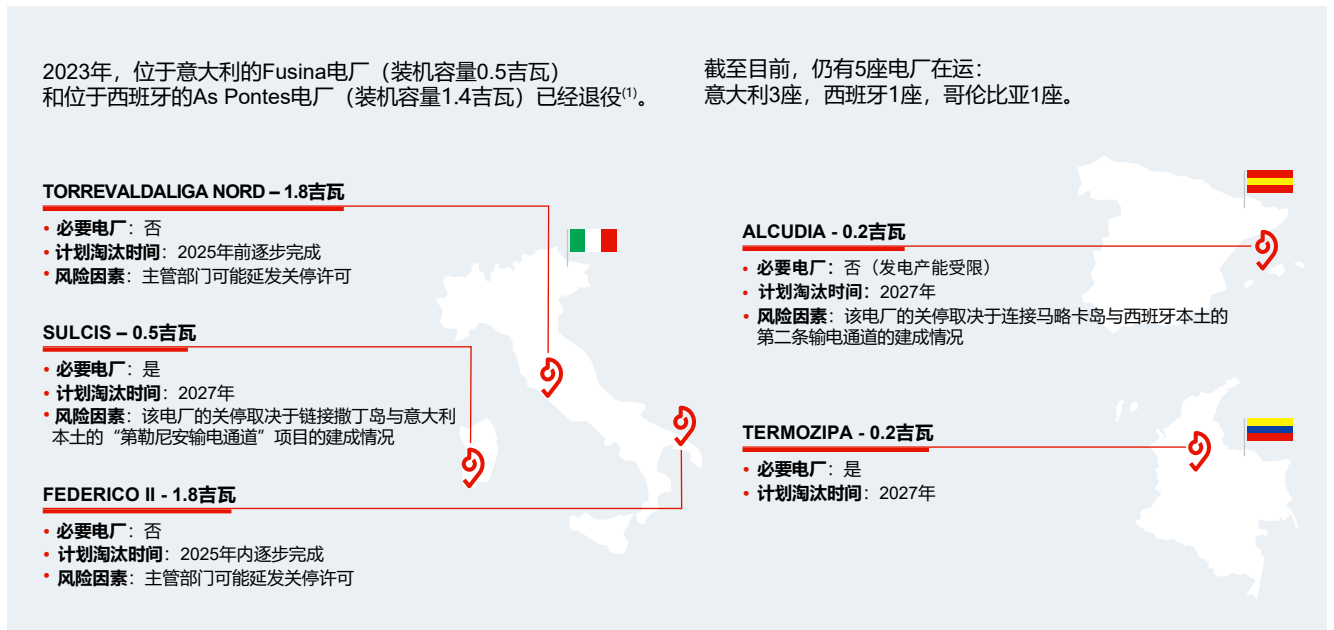 2023年，位于意大利的Fusina电厂（装机容量0.5吉瓦）
和位于西班牙的As Pontes电厂（装机容量1.4吉瓦）已经退役(1)。
截至目前，仍有5座电厂在运：
意大利3座，西班牙1座，哥伦比亚1座。
TORREVALDALIGA NORD – 1.8吉瓦
• 必要电厂：否
• 计划淘汰时间：2025年前逐步完成
• 风险因素：主管部门可能延发关停许可
SULCIS – 0.5吉瓦
• 必要电厂：是
• 计划淘汰时间：2027年
• 风险因素：该电厂的关停取决于链接撒丁岛与意大利
本土的“第勒尼安输电通道”项目的建成情况
FEDERICO II - 1.8吉瓦
• 必要电厂：否
• 计划淘汰时间：2025年内逐步完成
• 风险因素：主管部门可能延发关停许可
ALCUDIA - 0.2吉瓦
• 必要电厂：否（发电产能受限）
• 计划淘汰时间：2027年
• 风险因素：该电厂的关停取决于连接马略卡岛与西班牙本土的
第二条输电通道的建成情况
TERMOZIPA - 0.2吉瓦
• 必要电厂：是
• 计划淘汰时间：2027年